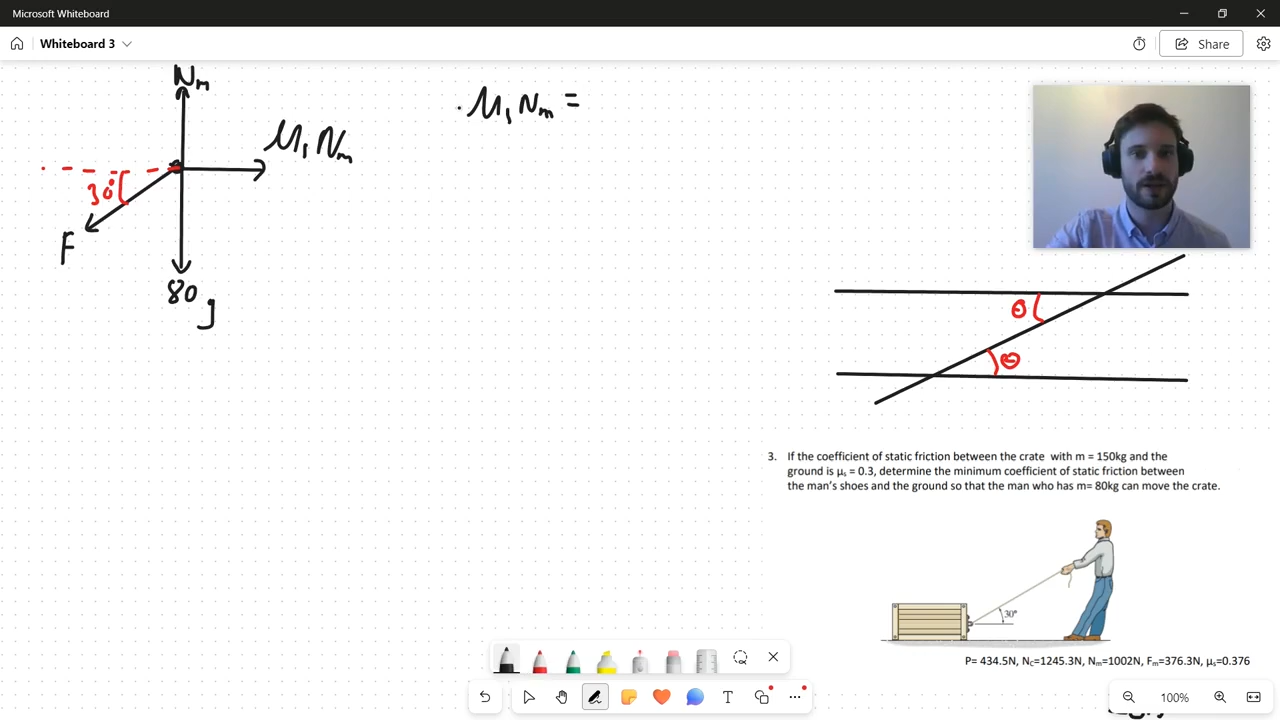 Microsoft Whiteboard
Whiteboard 3
Share
Nm
μ₁Nm
30°
F
80g
• μ₁Nm =
θ
θ
3. If the coefficient of static friction between the crate with m = 150kg and the
ground is μs = 0.3, determine the minimum coefficient of static friction between
the man's shoes and the ground so that the man who has m= 80kg can move the crate.
30°
P= 434.5N, NC=1245.3N, Nm=1002N, Fm=376.3N, μs=0.376
100%